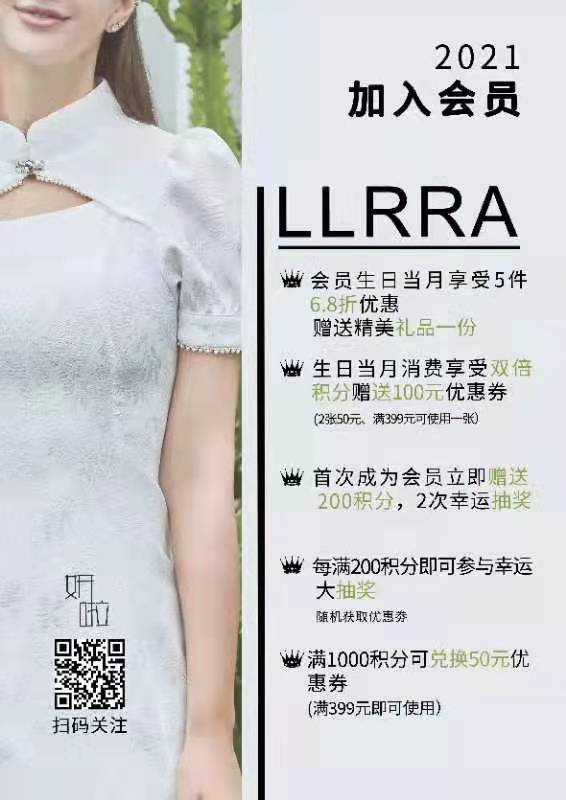 2021
加入会员
LLRRA
会员生日当月享受5件
6.8折优惠
赠送精美礼品一份
生日当月消费享受双倍
积分赠送100元优惠券
(2张50元、满399元可使用一张)
首次成为会员立即赠送
200积分，2次幸运抽奖
每满200积分即可参与幸运
大抽奖
随机获取优惠券
满1000积分可兑换50元优
惠券
(满399元即可使用)
妍
啦
扫码关注